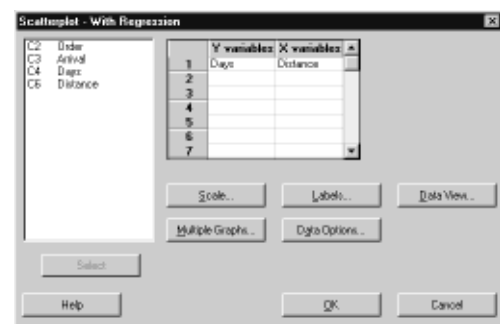 Scatterplot - With Regression
C2 Order
C3 Arrival
C4 Days
C6 Distance
Y variables X variables
1 Days Distance
2
3
4
5
6
7
Scale... Labels... Data View...
Multiple Graphs... Data Options...
Select
Help OK Cancel